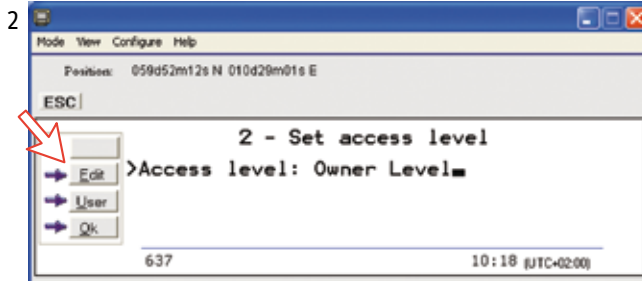 2
Mode View Configure Help
Position: 059d52m12s N 010d29m01s E
ESC
2 - Set access level
Edit >Access level: Owner Level
User
Ok
637 10:18 (UTC+02:00)